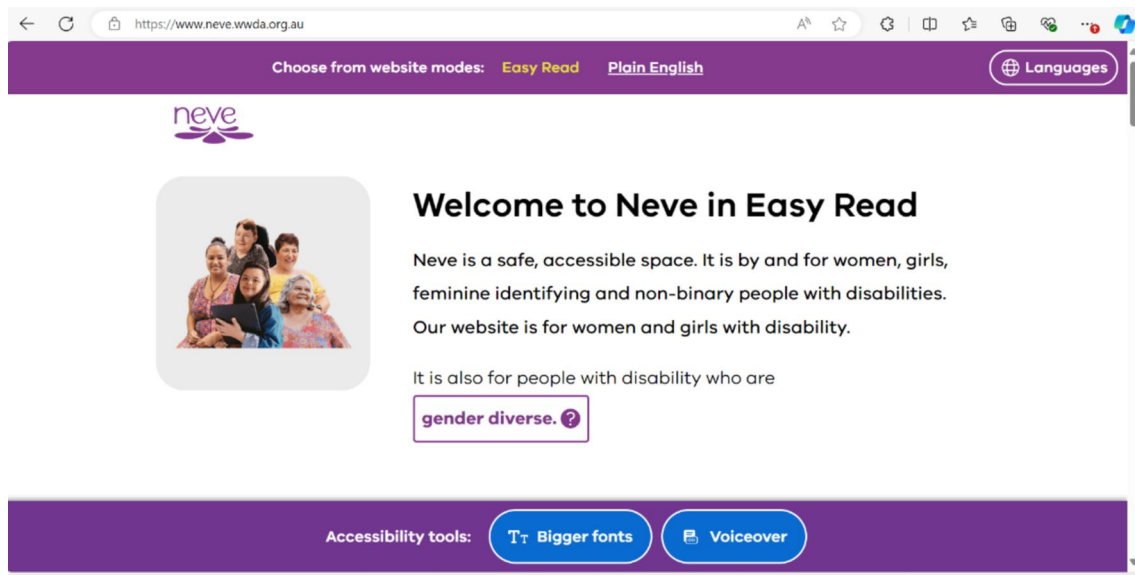 https://www.neve.wwda.org.au
Choose from website modes: Easy Read Plain English
Languages
neve
Welcome to Neve in Easy Read
Neve is a safe, accessible space. It is by and for women, girls,
feminine identifying and non-binary people with disabilities.
Our website is for women and girls with disability.
It is also for people with disability who are
gender diverse. ?
Accessibility tools: TT Bigger fonts Voiceover